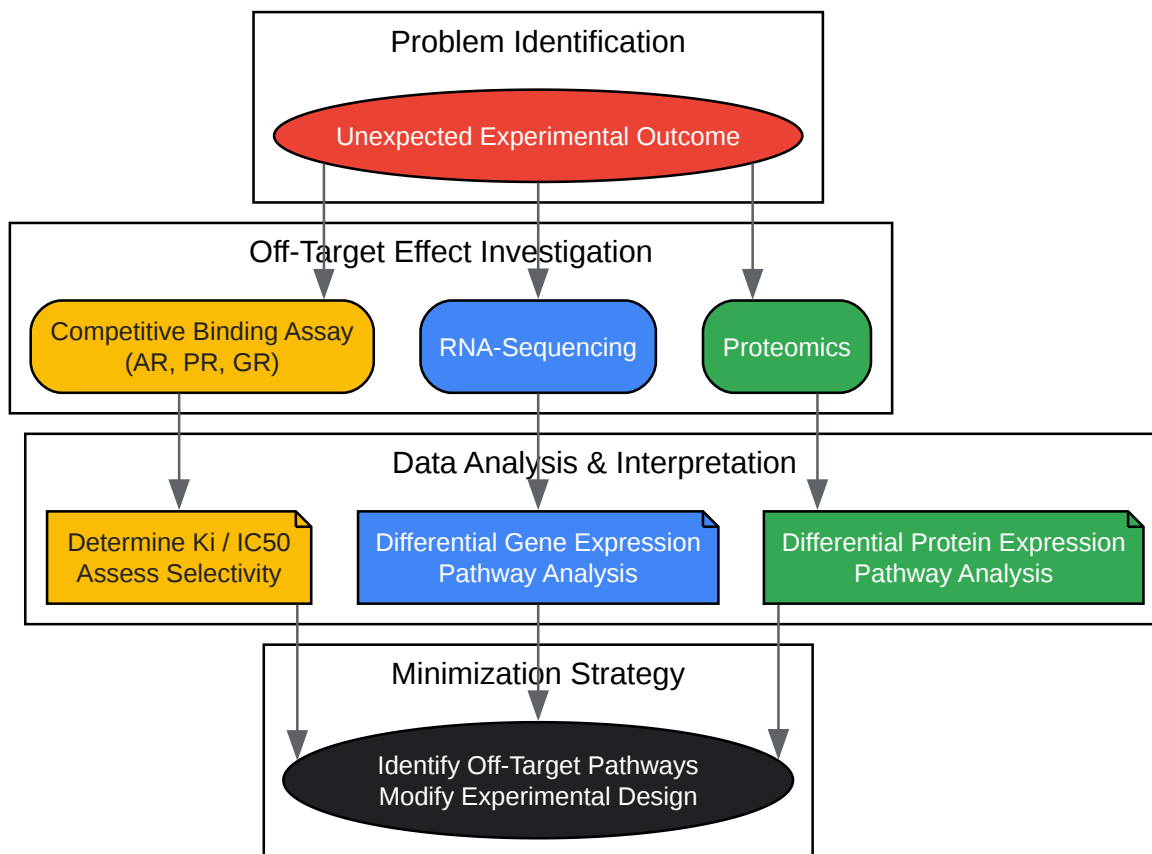 Problem Identification
Unexpected Experimental Outcome
Off-Target Effect Investigation
Competitive Binding Assay
(AR, PR, GR)
RNA-Sequencing
Proteomics
Data Analysis & Interpretation
Determine Ki / IC50
Assess Selectivity
Differential Gene Expression
Pathway Analysis
Differential Protein Expression
Pathway Analysis
Minimization Strategy
Identify Off-Target Pathways
Modify Experimental Design